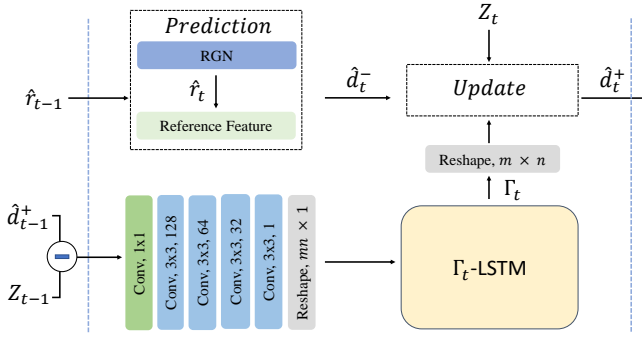 Prediction
RGN
r̂ₜ
Reference Feature
r̂ₜ₋₁
d̂ₜ⁻
Zₜ
Update
d̂ₜ⁺
Reshape, m × n
Γₜ
d̂ₜ₋₁⁺
Zₜ₋₁
Conv, 1x1
Conv, 3x3, 128
Conv, 3x3, 64
Conv, 3x3, 32
Conv, 3x3, 1
Reshape, mn × 1
Γₜ-LSTM